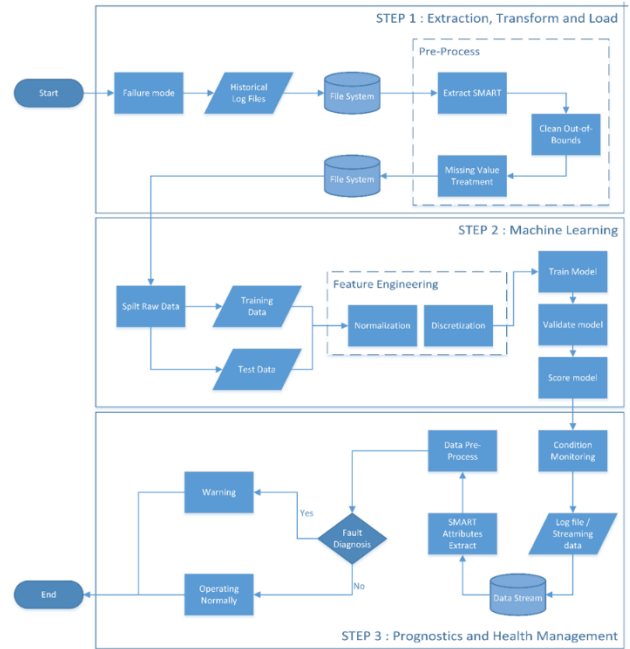 STEP 1 : Extraction, Transform and Load
Pre-Process
Start
Failure mode
Historical
Log Files
File System
Extract SMART
Clean Out-of-
Bounds
File System
Missing Value
Treatment
STEP 2 : Machine Learning
Feature Engineering
Train Model
Spilt Raw Data
Training
Data
Normalization
Discretization
Validate model
Test Data
Score model
Data Pre-
Process
Condition
Monitoring
Warning
Yes
Fault
Diagnosis
SMART
Attributes
Extract
Log file /
Streaming
data
No
End
Operating
Normally
Data Stream
STEP 3 : Prognostics and Health Management